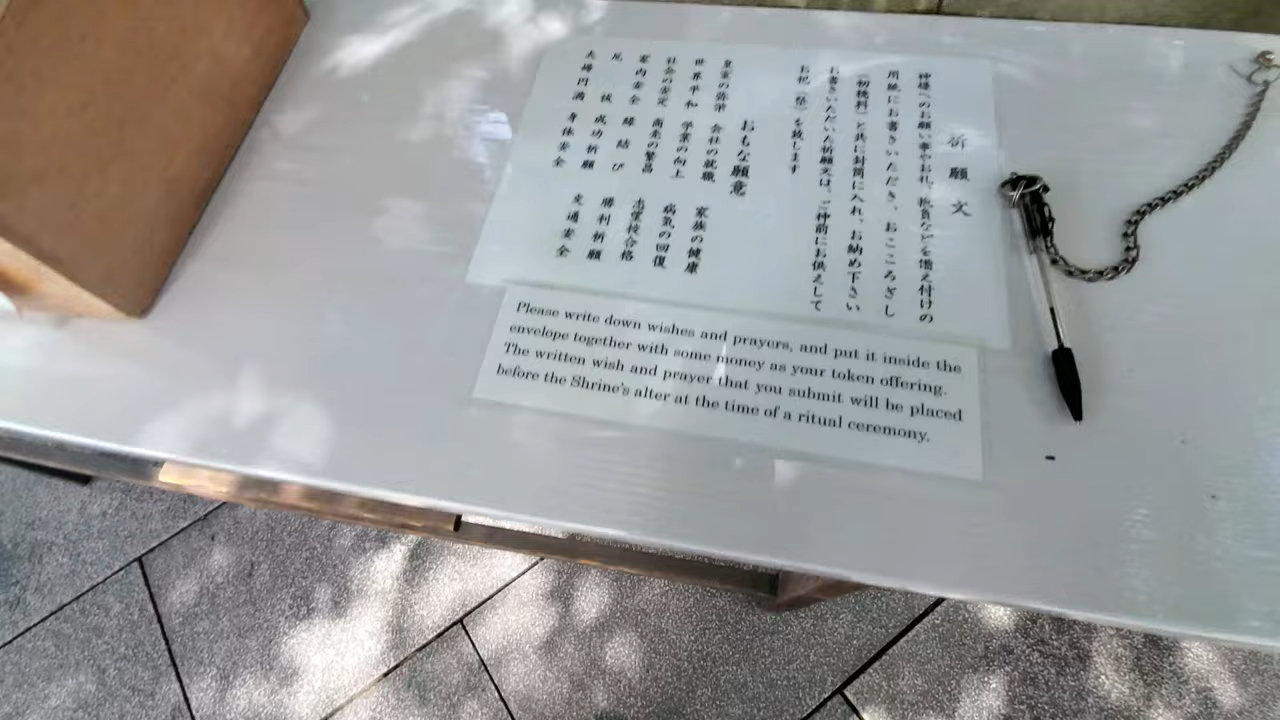 祈願文
神様へのお願い事やお礼、抱負などを備え付けの
用紙にお書きいただき、おこころざし
(初穂料)と共に封筒に入れ、お納め下さい
お書きいただいた祈願文は、ご神前にお供えして
お祀(祭)を致します
おもな願意
皇室の弥栄 会社の就職 家族の健康
世界平和 学業の向上 病気の回復
社会の安定 商売の繁昌 志望校合格
家内安全 縁結び 勝利祈願
厄祓 成功祈願 交通安全
夫婦円満 身体安全
Please write down wishes and prayers, and put it inside the
envelope together with some money as your token offering.
The written wish and prayer that you submit will be placed
before the Shrine's alter at the time of a ritual ceremony.